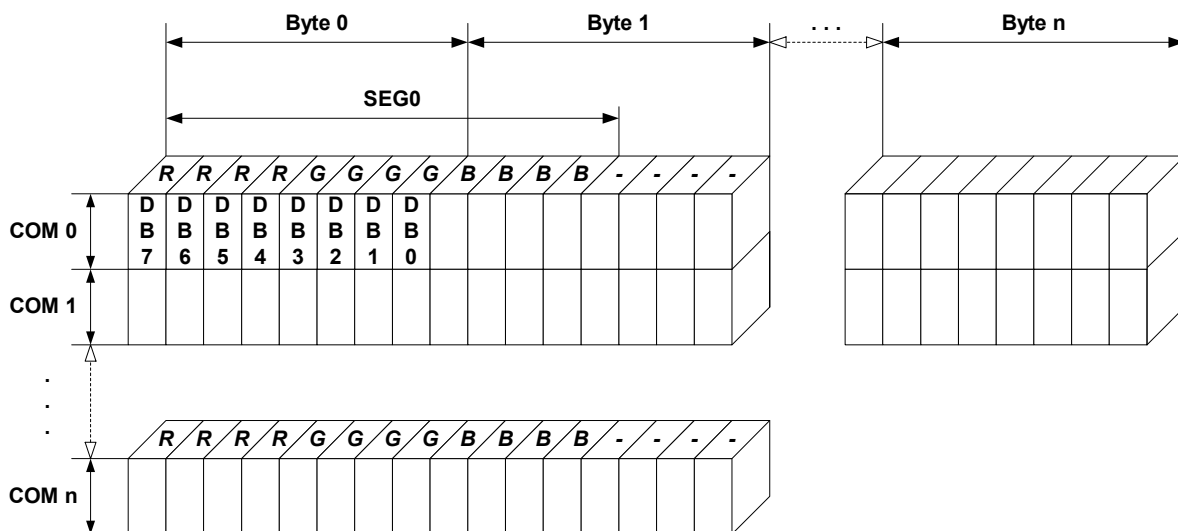 Byte 0 Byte 1 . . . Byte n
SEG0
R R R R G G G G B B B B - - - -
COM 0
D D D D D D D D
B B B B B B B B
7 6 5 4 3 2 1 0
COM 1
.
.
.
R R R R G G G G B B B B - - - -
COM n